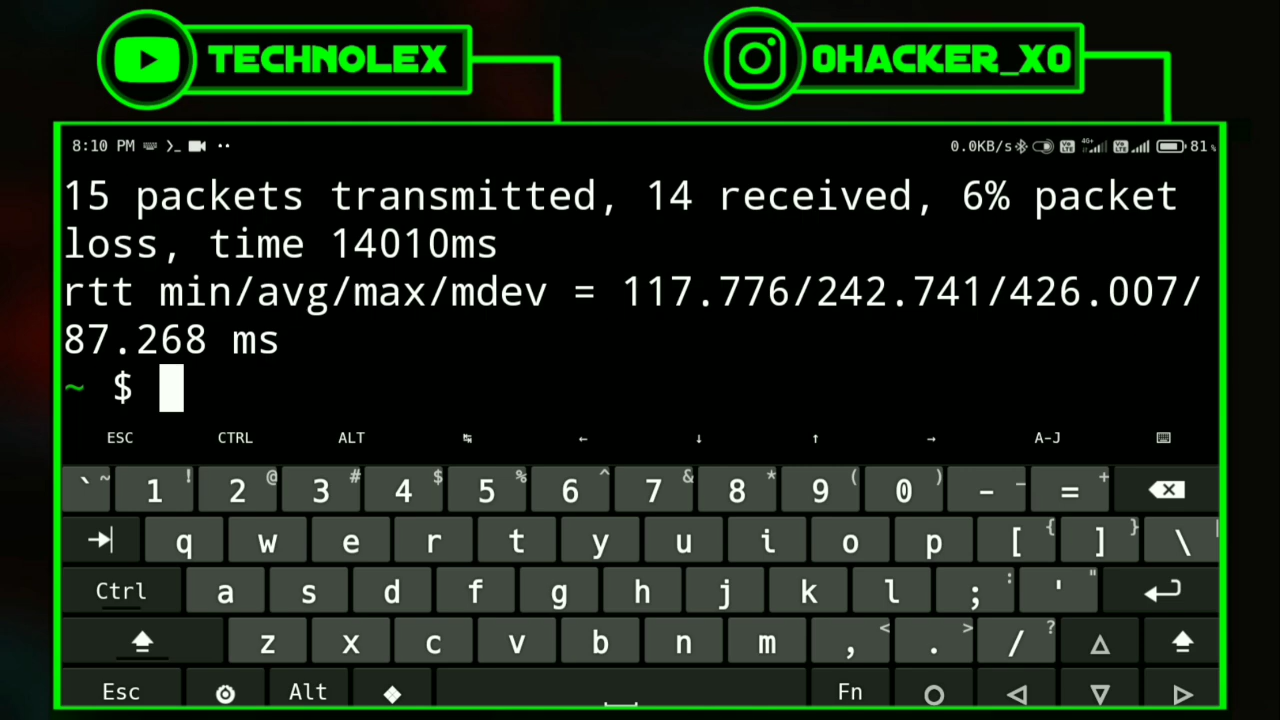 TECHNOLEX
0HACKER_X0
8:10 PM
0.0KB/s 4G+ 81%
15 packets transmitted, 14 received, 6% packet
loss, time 14010ms
rtt min/avg/max/mdev = 117.776/242.741/426.007/
87.268 ms
~ $
ESC CTRL ALT ↹ ← ↓ ↑ → A-J
` ~ 1 ! 2 @ 3 # 4 $ 5 % 6 ^ 7 & 8 * 9 ( 0 ) - _ = +
q w e r t y u i o p [ { ] } \ |
Ctrl a s d f g h j k l ; : ' "
z x c v b n m , < . > / ?
Esc Alt Fn